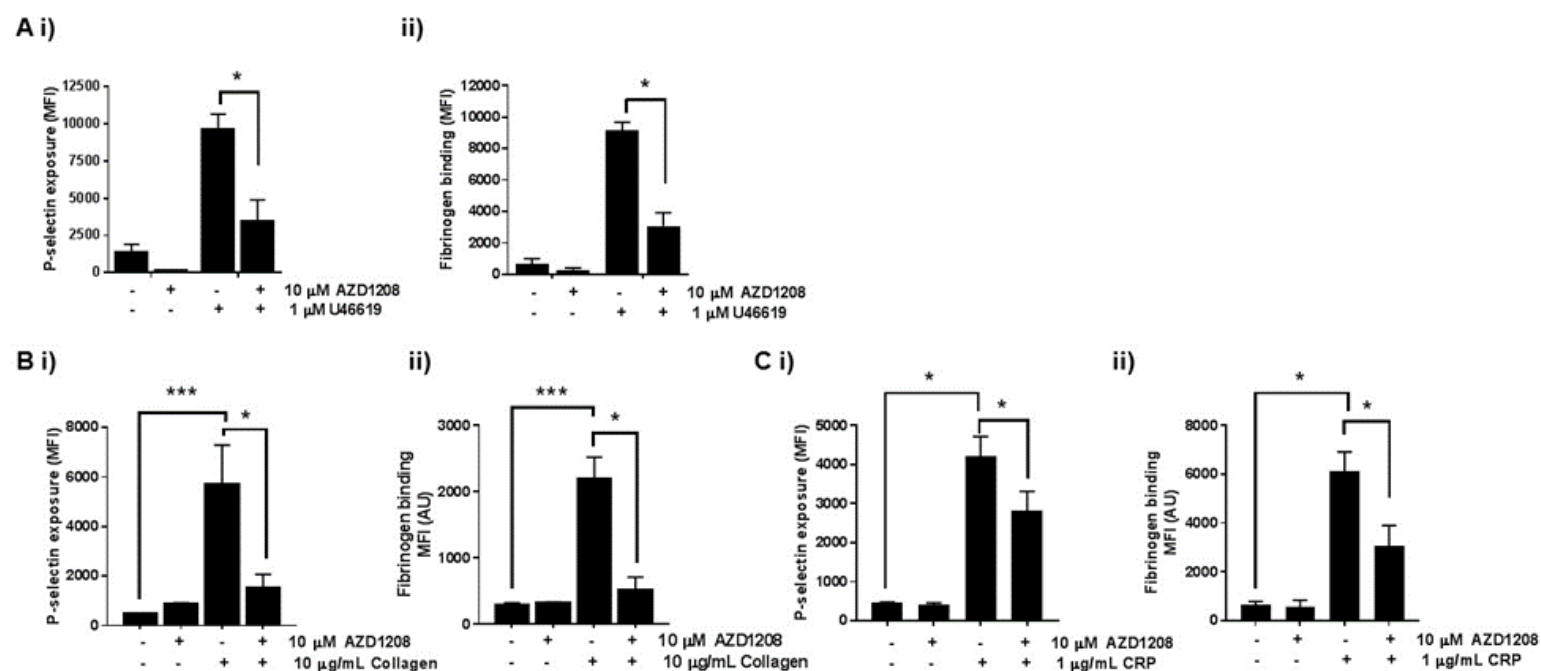 A i)
ii)
P-selectin exposure (MFI)
12500
10000
7500
5000
2500
0
*
- + - + 10 µM AZD1208
- - + + 1 µM U46619
Fibrinogen binding (MFI)
12000
10000
8000
6000
4000
2000
0
*
- + - + 10 µM AZD1208
- - + + 1 µM U46619
B i)
ii)
C i)
ii)
P-selectin exposure (MFI)
8000
6000
4000
2000
0
***
*
- + - + 10 µM AZD1208
- - + + 10 µg/mL Collagen
Fibrinogen binding
MFI (AU)
3000
2000
1000
0
***
*
- + - + 10 µM AZD1208
- - + + 10 µg/mL Collagen
P-selectin exposure (MFI)
5000
4000
3000
2000
1000
0
*
*
- + - + 10 µM AZD1208
- - + + 1 µg/mL CRP
Fibrinogen binding
MFI (AU)
8000
6000
4000
2000
0
*
*
- + - + 10 µM AZD1208
- - + + 1 µg/mL CRP